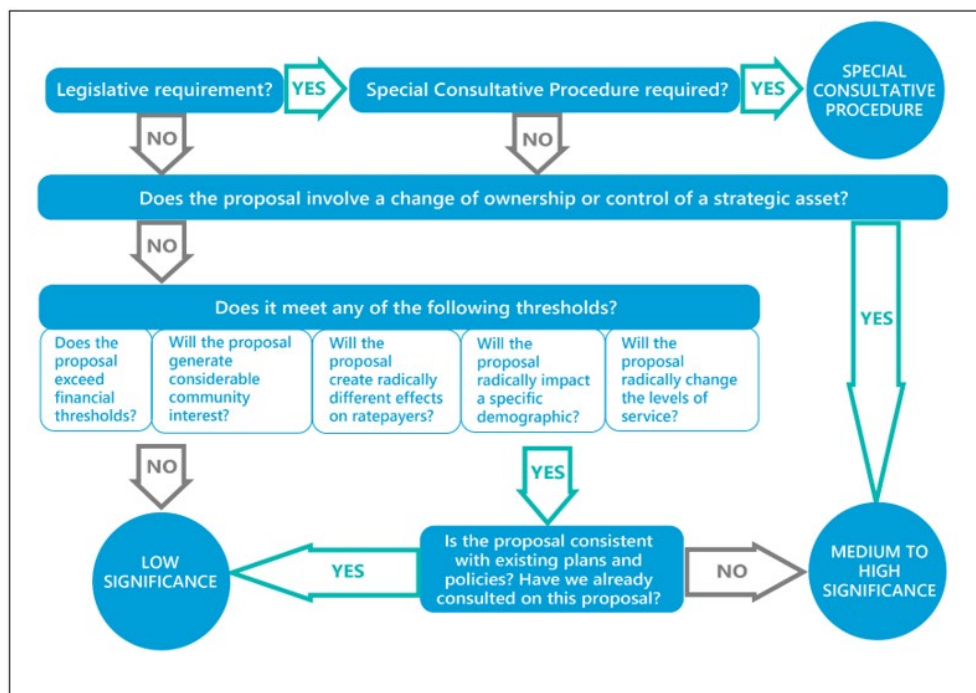 Legislative requirement?
YES
Special Consultative Procedure required?
YES
SPECIAL
CONSULTATIVE
PROCEDURE
NO
NO
Does the proposal involve a change of ownership or control of a strategic asset?
NO
YES
Does it meet any of the following thresholds?
Does the
proposal
exceed
financial
thresholds?
Will the proposal
generate
considerable
community
interest?
Will the
proposal
create radically
different effects
on ratepayers?
Will the
proposal
radically impact
a specific
demographic?
Will the
proposal
radically change
the levels of
service?
NO
YES
LOW
SIGNIFICANCE
YES
Is the proposal consistent
with existing plans and
policies? Have we already
consulted on this proposal?
NO
MEDIUM TO
HIGH
SIGNIFICANCE